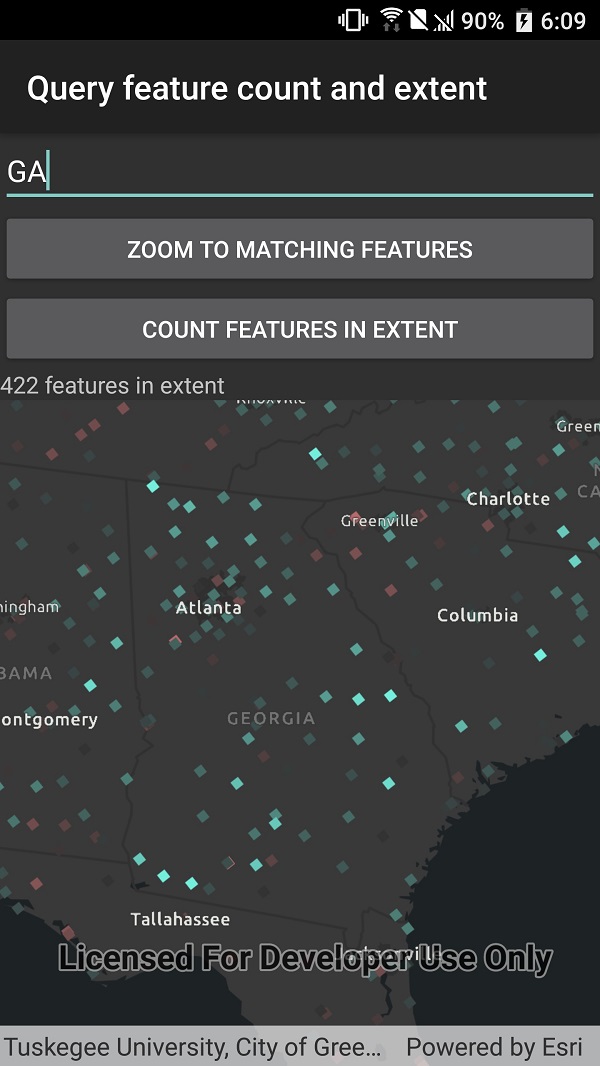 90% 6:09
Query feature count and extent
GA
ZOOM TO MATCHING FEATURES
COUNT FEATURES IN EXTENT
422 features in extent
Knoxville
Green
N
CA
Charlotte
Greenville
ningham
Atlanta
Columbia
BAMA
ontgomery
GEORGIA
Tallahassee
Jacksonville
Licensed For Developer Use Only
Tuskegee University, City of Gree... Powered by Esri